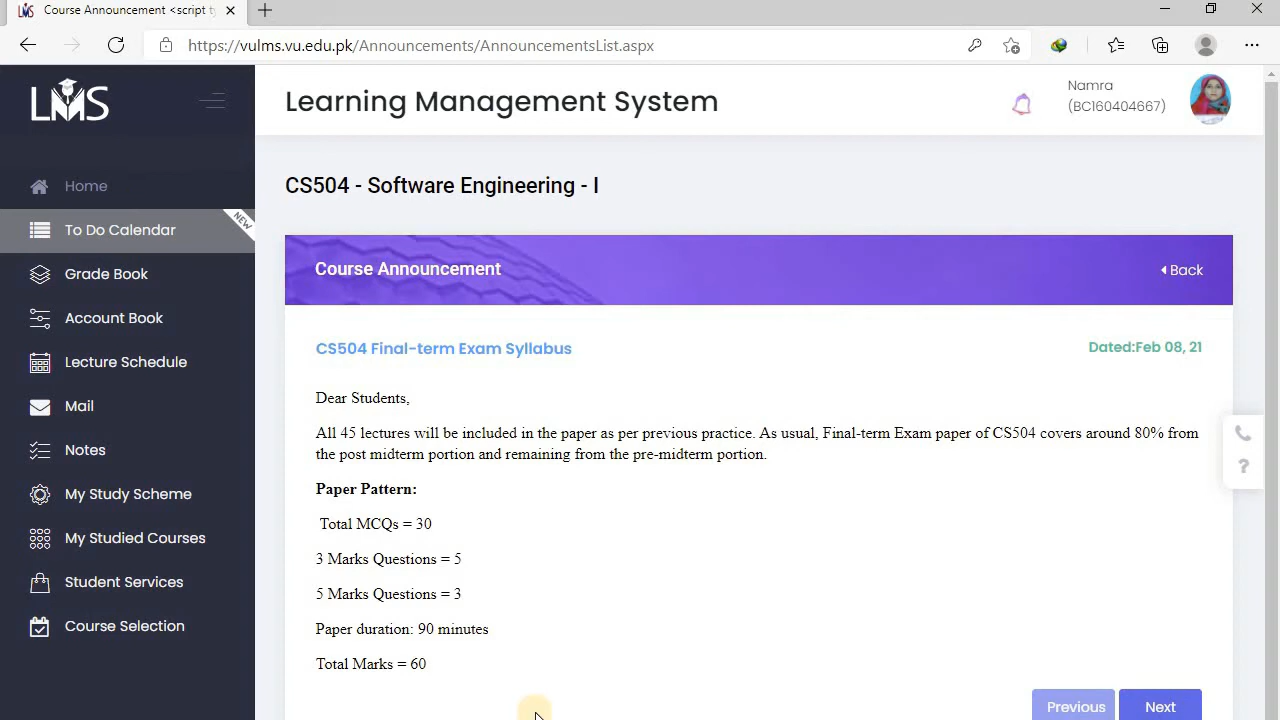 Course Announcement <script ty
https://vulms.vu.edu.pk/Announcements/AnnouncementsList.aspx
LMS
Learning Management System
Namra
(BC160404667)
Home
To Do Calendar
NEW
Grade Book
Account Book
Lecture Schedule
Mail
Notes
My Study Scheme
My Studied Courses
Student Services
Course Selection
CS504 - Software Engineering - I
Course Announcement
Back
CS504 Final-term Exam Syllabus
Dated:Feb 08, 21
Dear Students,
All 45 lectures will be included in the paper as per previous practice. As usual, Final-term Exam paper of CS504 covers around 80% from
the post midterm portion and remaining from the pre-midterm portion.
Paper Pattern:
Total MCQs = 30
3 Marks Questions = 5
5 Marks Questions = 3
Paper duration: 90 minutes
Total Marks = 60
?
Previous
Next